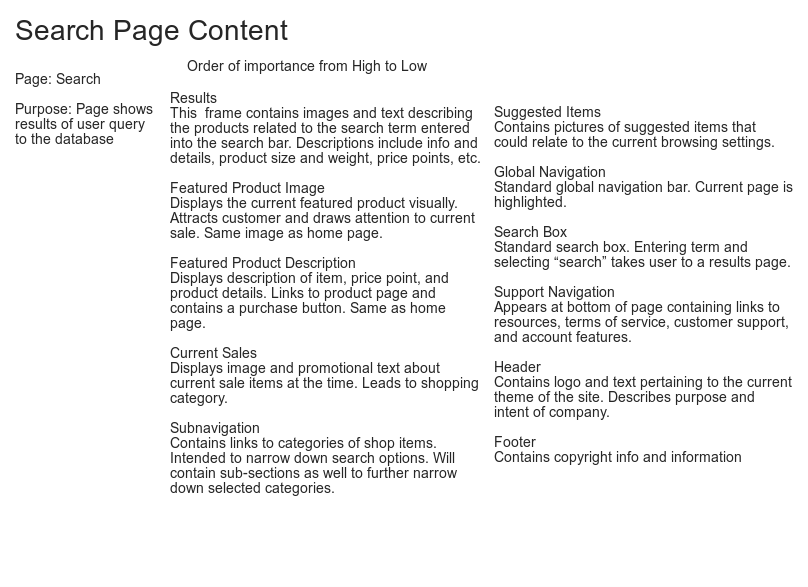 Search Page Content
Order of importance from High to Low
Page: Search
Purpose: Page shows
results of user query
to the database
Results
This  frame contains images and text describing
the products related to the search term entered
into the search bar. Descriptions include info and
details, product size and weight, price points, etc.
Featured Product Image
Displays the current featured product visually.
Attracts customer and draws attention to current
sale. Same image as home page.
Featured Product Description
Displays description of item, price point, and
product details. Links to product page and
contains a purchase button. Same as home
page.
Current Sales
Displays image and promotional text about
current sale items at the time. Leads to shopping
category.
Subnavigation
Contains links to categories of shop items.
Intended to narrow down search options. Will
contain sub-sections as well to further narrow
down selected categories.
Suggested Items
Contains pictures of suggested items that
could relate to the current browsing settings.
Global Navigation
Standard global navigation bar. Current page is
highlighted.
Search Box
Standard search box. Entering term and
selecting “search” takes user to a results page.
Support Navigation
Appears at bottom of page containing links to
resources, terms of service, customer support,
and account features.
Header
Contains logo and text pertaining to the current
theme of the site. Describes purpose and
intent of company.
Footer
Contains copyright info and information